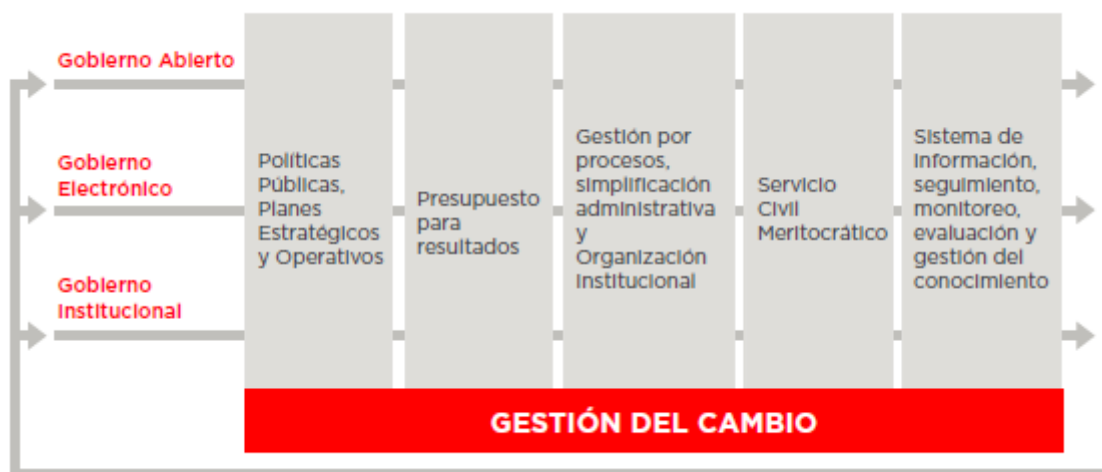 Gobierno Abierto
Gobierno
Electrónico
Gobierno
Institucional
Políticas
Públicas,
Planes
Estratégicos
y Operativos
Presupuesto
para
resultados
Gestión por
procesos,
simplificación
administrativa
y
Organización
Institucional
Servicio
Civil
Meritocrático
Sistema de
información,
seguimiento,
monitoreo,
evaluación y
gestión del
conocimiento
GESTIÓN DEL CAMBIO